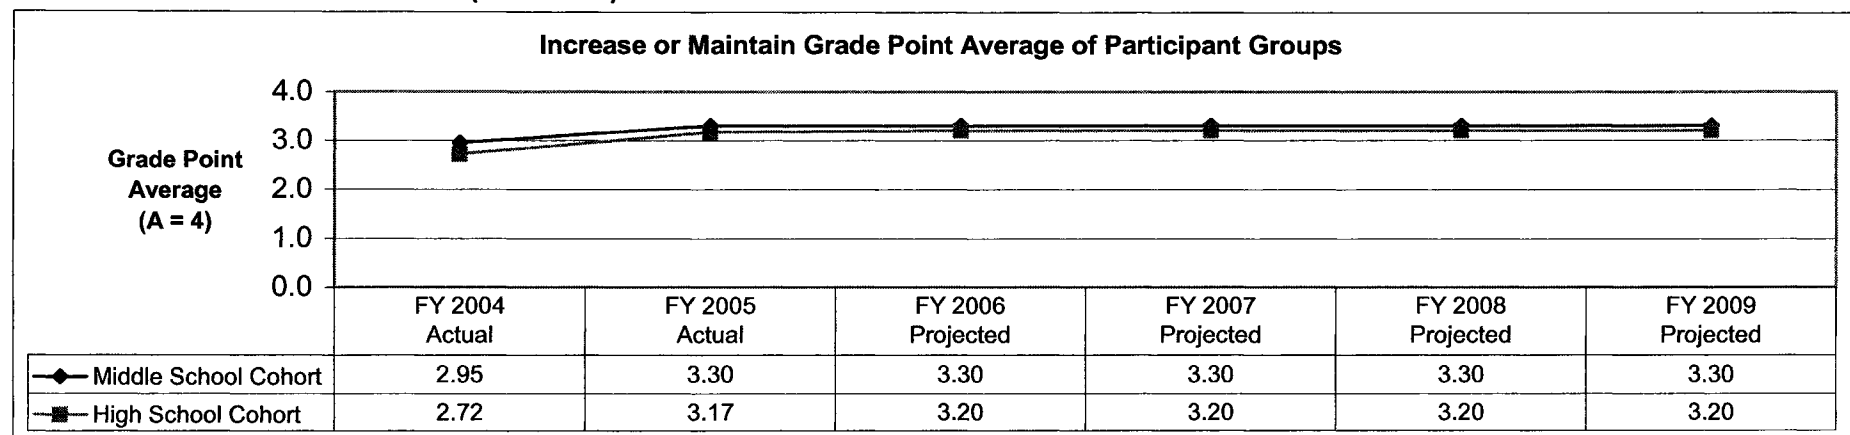 Increase or Maintain Grade Point Average of Participant Groups
Grade Point
Average
(A = 4)
4.0
3.0
2.0
1.0
0.0
FY 2004 FY 2005 FY 2006 FY 2007 FY 2008 FY 2009
Actual Actual Projected Projected Projected Projected
Middle School Cohort 2.95 3.30 3.30 3.30 3.30 3.30
High School Cohort 2.72 3.17 3.20 3.20 3.20 3.20